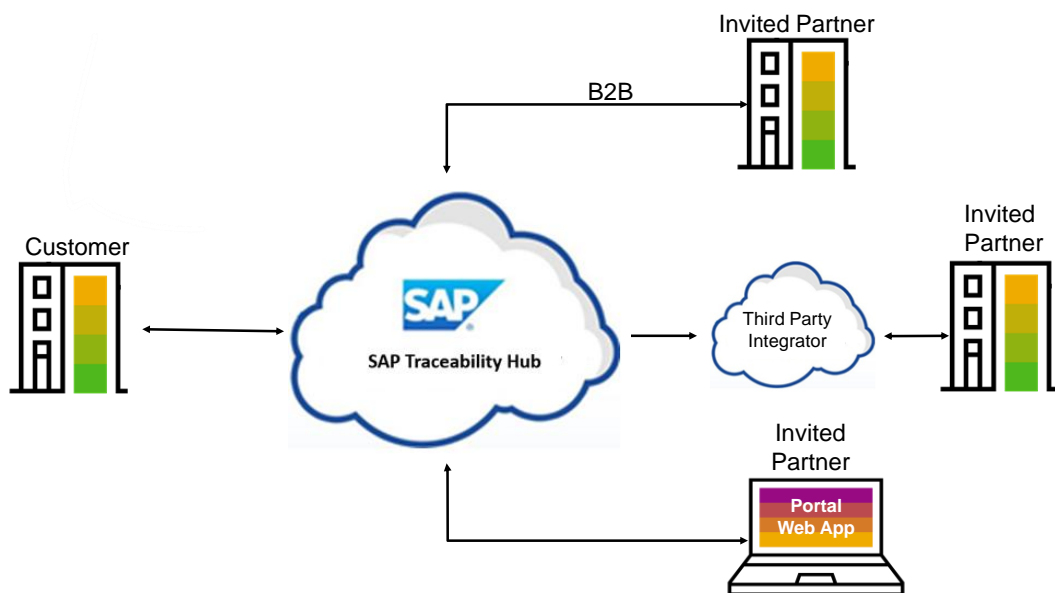 Invited Partner
B2B
Customer
SAP
®
SAP Traceability Hub
Third Party
Integrator
Invited
Partner
Invited
Partner
Portal
Web App